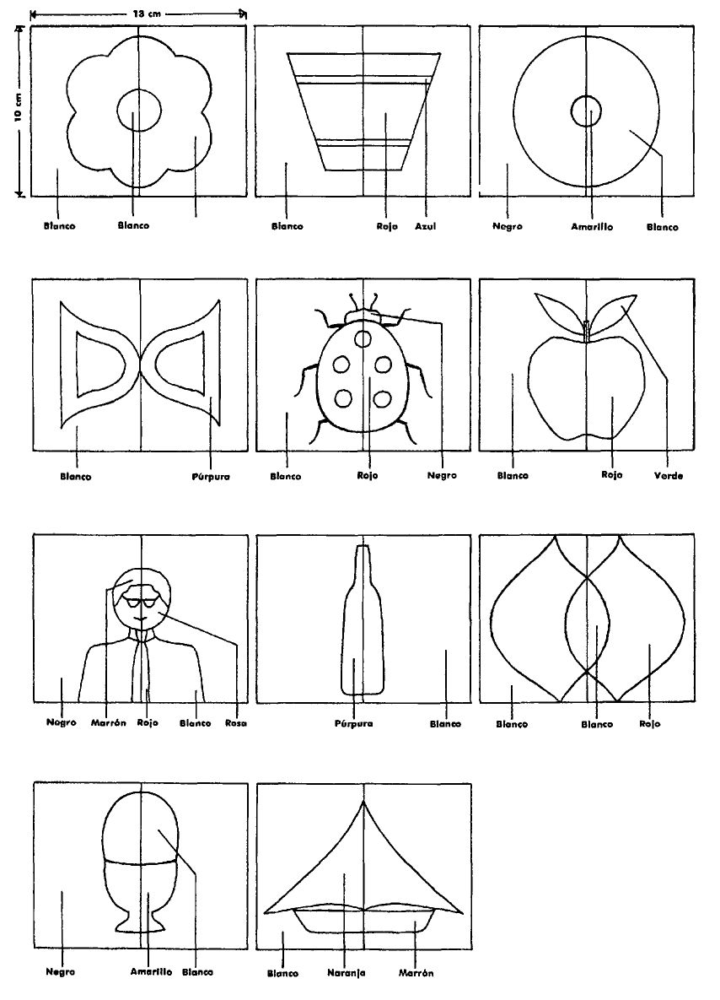 13 cm
10 cm
Blanco Blanco
Blanco Rojo Azul
Negro Amarillo Blanco
Blanco Púrpura
Blanco Rojo Negro
Blanco Rojo Verde
Negro Marrón Rojo Blanco Rosa
Púrpura Blanco
Blanco Blanco Rojo
Negro Amarillo Blanco
Blanco Naranja Marrón